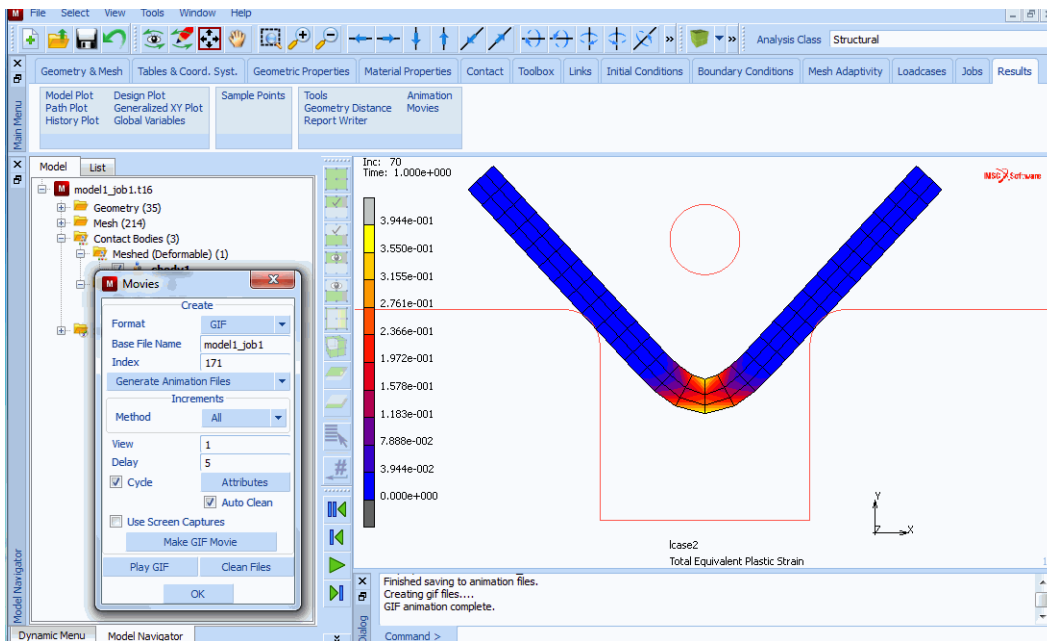 File Select View Tools Window Help
» » Analysis Class Structural
Main Menu
Geometry & Mesh Tables & Coord. Syst. Geometric Properties Material Properties Contact Toolbox Links Initial Conditions Boundary Conditions Mesh Adaptivity Loadcases Jobs Results
Model Plot Design Plot Sample Points Tools Animation
Path Plot Generalized XY Plot Geometry Distance Movies
History Plot Global Variables Report Writer
Model Navigator
Model List
model1_job1.t16
Geometry (35)
Mesh (214)
Contact Bodies (3)
Meshed (Deformable) (1)
Movies
Create
Format GIF
Base File Name model1_job1
Index 171
Generate Animation Files
Increments
Method All
View 1
Delay 5
Cycle Attributes
Auto Clean
Use Screen Captures
Make GIF Movie
Play GIF Clean Files
OK
Dynamic Menu Model Navigator
Inc: 70
Time: 1.000e+000
MSC Software
3.944e-001
3.550e-001
3.155e-001
2.761e-001
2.366e-001
1.972e-001
1.578e-001
1.183e-001
7.888e-002
3.944e-002
0.000e+000
Y
Z X
lcase2
Total Equivalent Plastic Strain
1
Finished saving to animation files.
Creating gif files....
GIF animation complete.
Command >